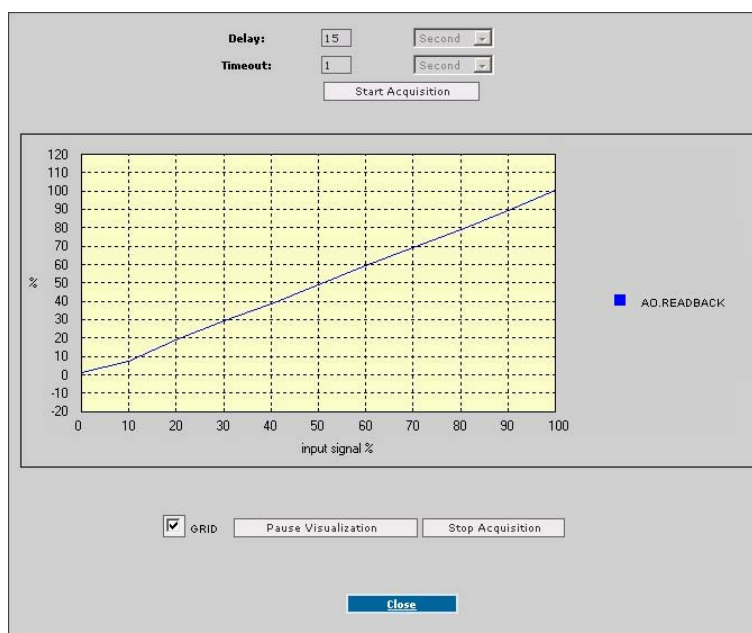 Delay: 15 Second
Timeout: 1 Second
Start Acquisition
120
110
100
90
80
70
60
50
40
30
20
10
0
-10
-20
%
0 10 20 30 40 50 60 70 80 90 100
input signal %
AO.READBACK
GRID Pause Visualization Stop Acquisition
Close